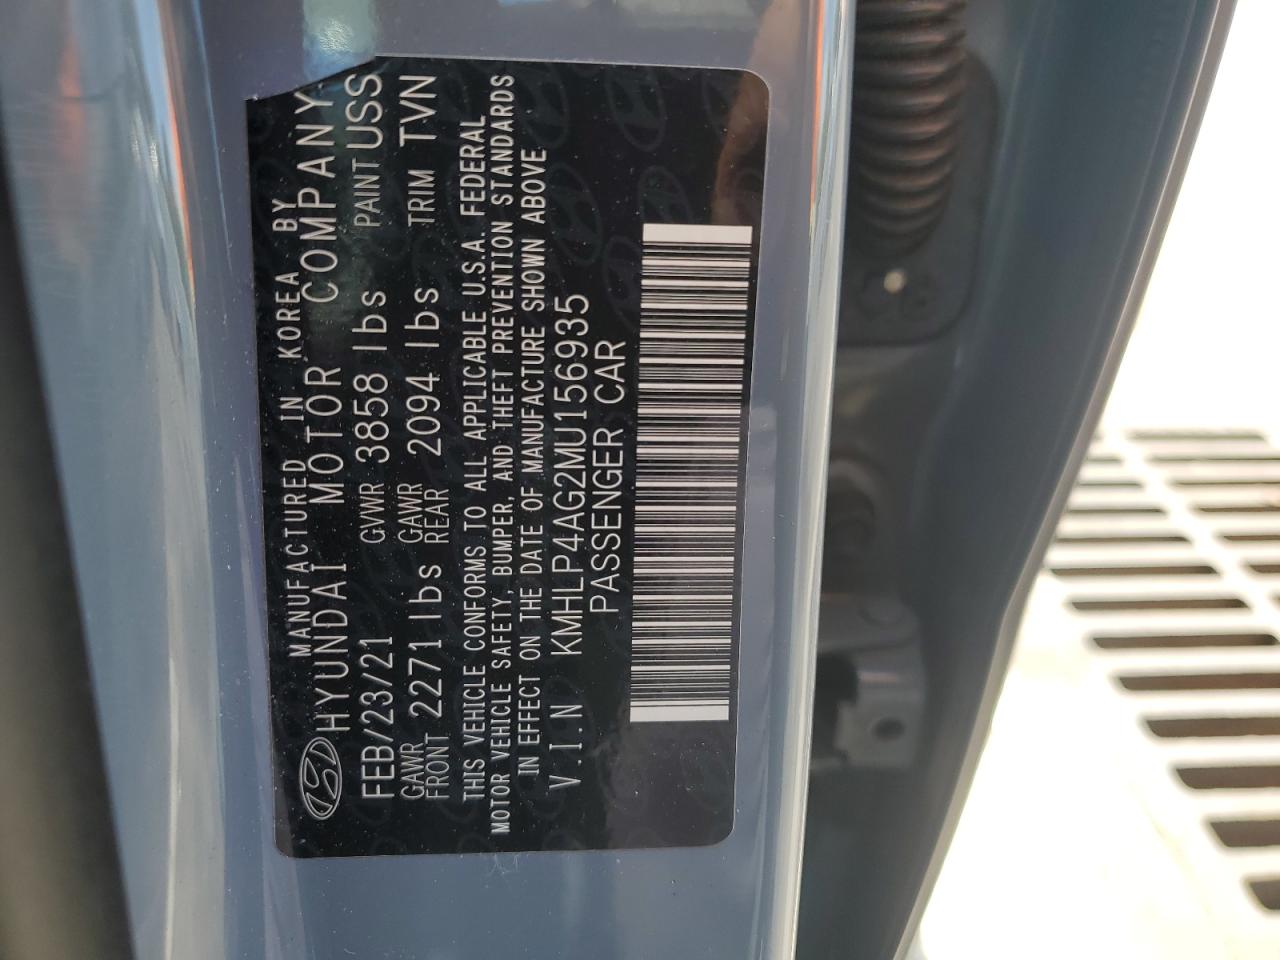 MANUFACTURED IN KOREA BY
HYUNDAI MOTOR COMPANY
FEB/23/21 GVWR 3858 lbs PAINT USS
GAWR FRONT 2271 lbs GAWR REAR 2094 lbs TRIM TVN
THIS VEHICLE CONFORMS TO ALL APPLICABLE U.S.A. FEDERAL
MOTOR VEHICLE SAFETY, BUMPER, AND THEFT PREVENTION STANDARDS
IN EFFECT ON THE DATE OF MANUFACTURE SHOWN ABOVE
V.I.N KMHLP4AG2MU156935
PASSENGER CAR